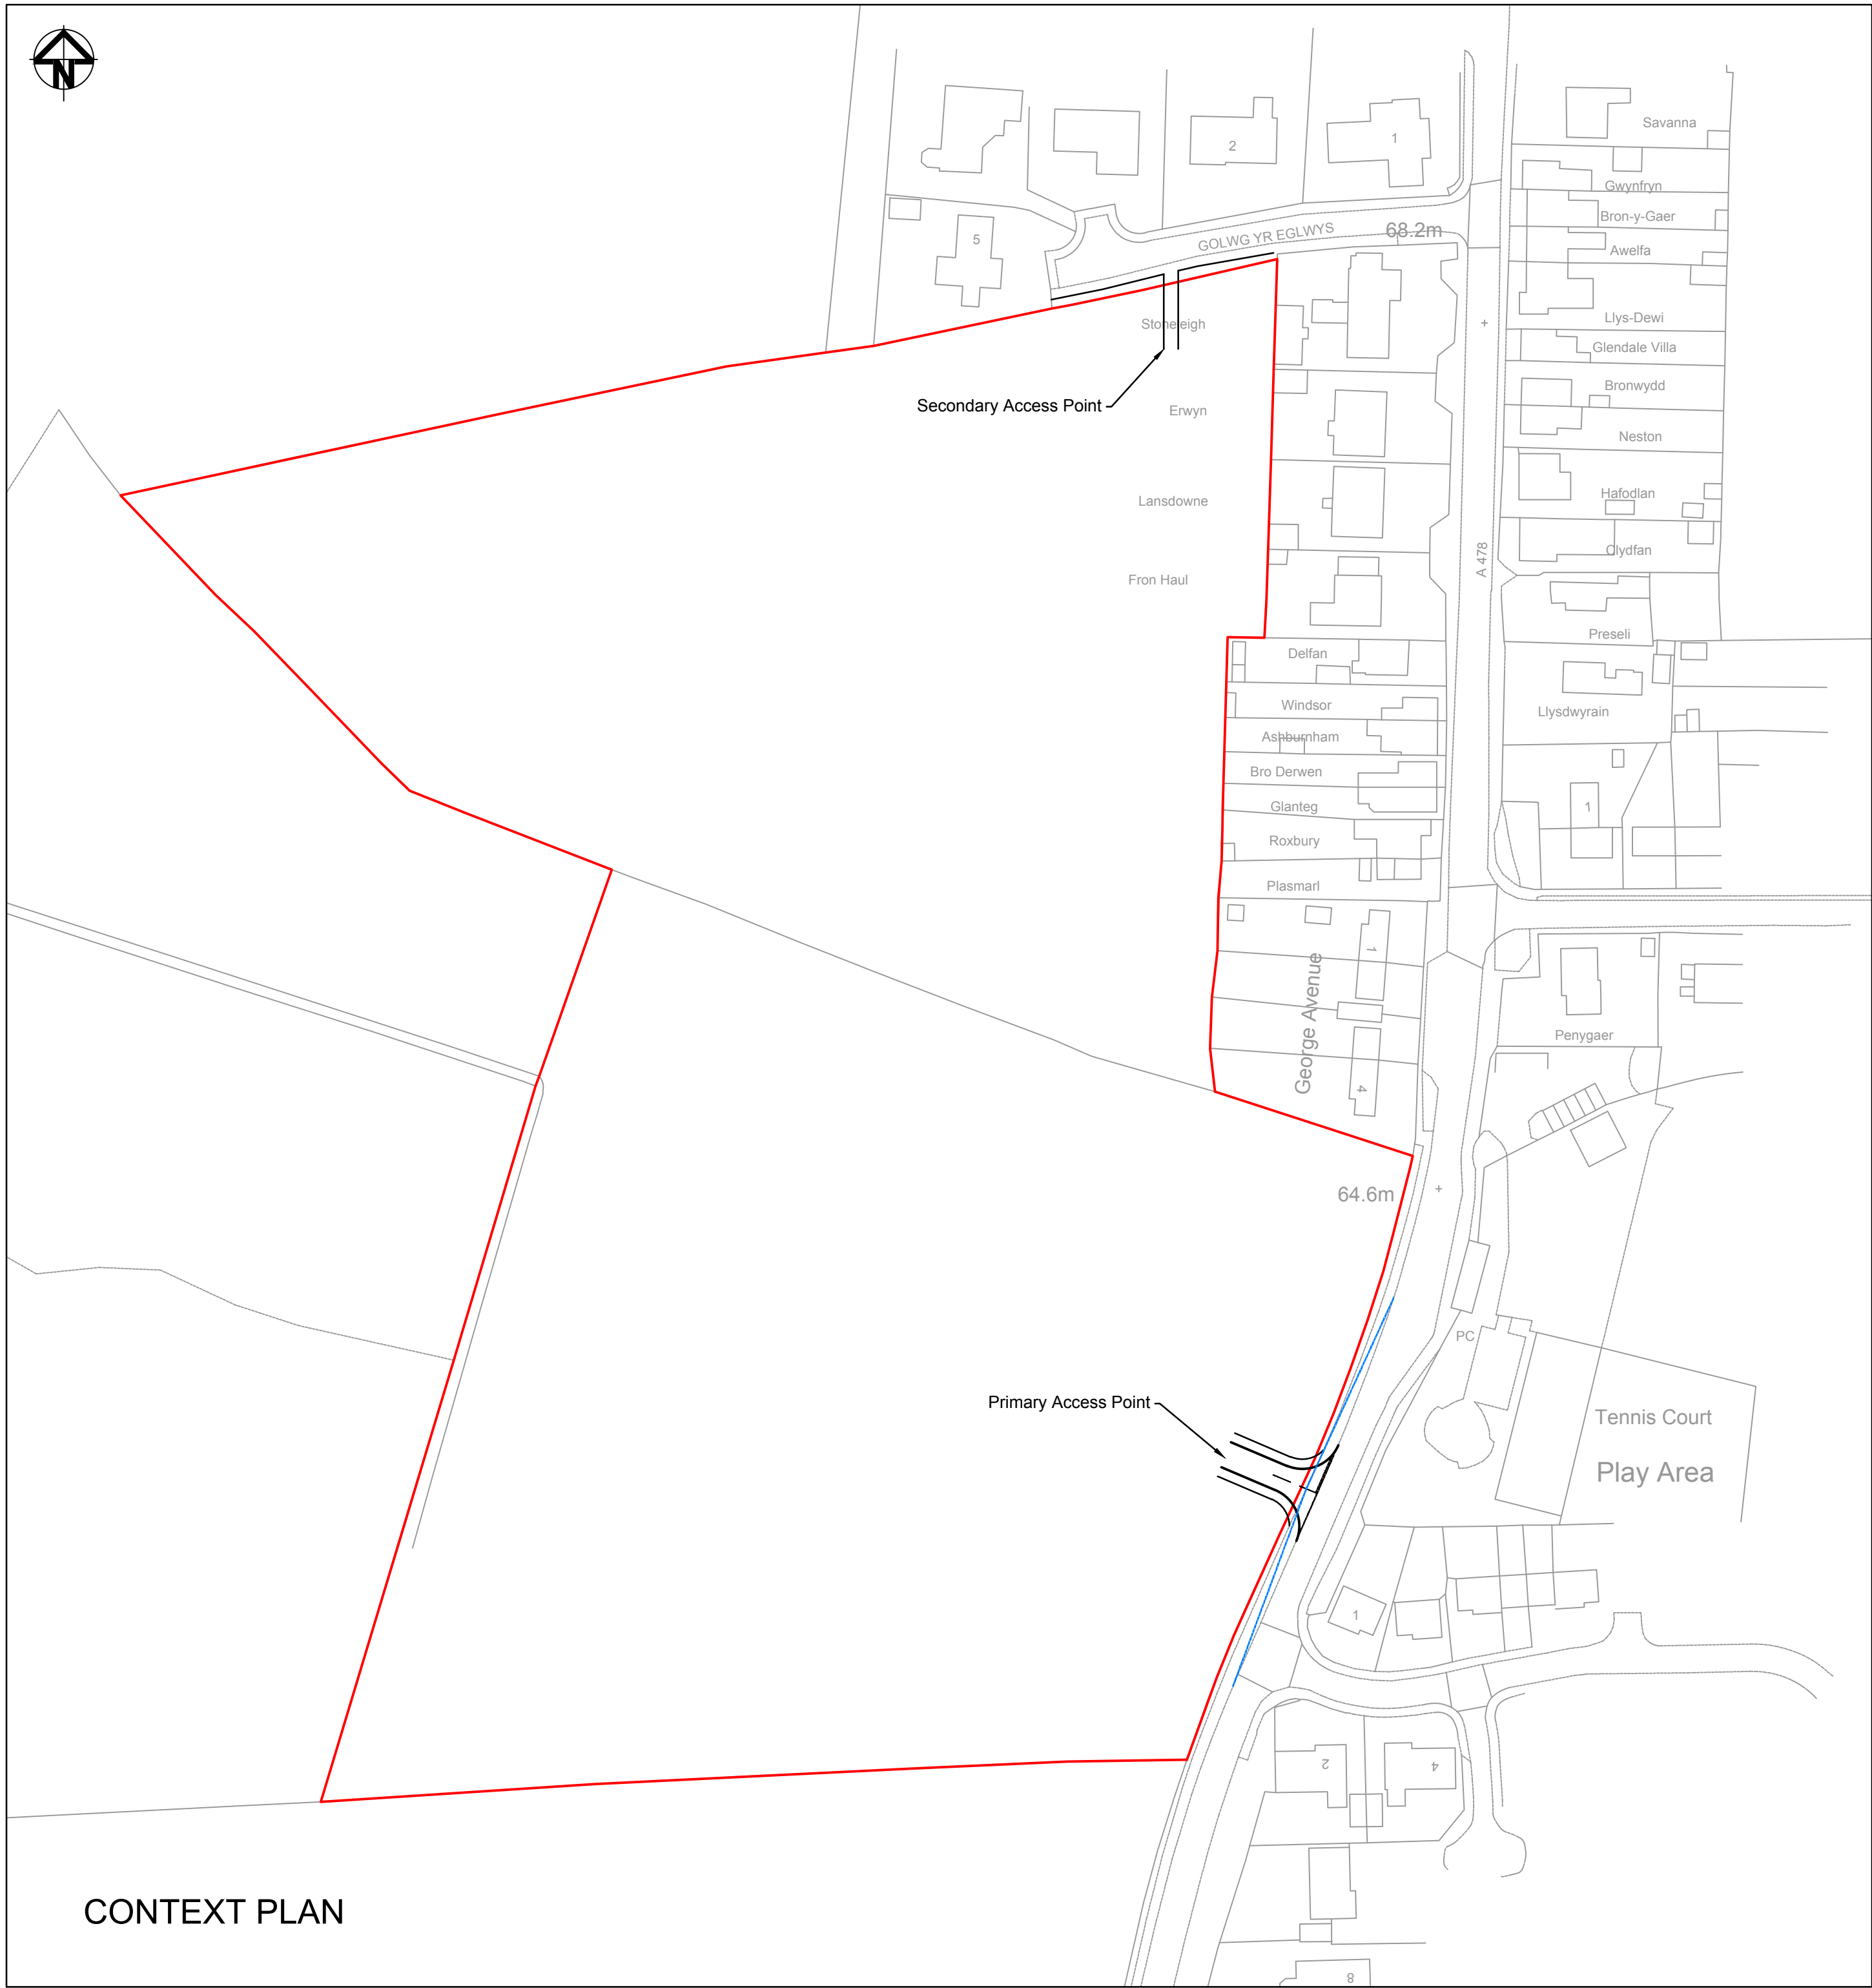 N
Savanna
2
1
Gwynfryn
Bron-y-Gaer
GOLWG YR EGLWYS
68.2m
5
Awelfa
Llys-Dewi
Stoneleigh
Glendale Villa
Bronwydd
Secondary Access Point
Erwyn
Neston
Lansdowne
Hafodlan
A 478
Clydfan
Fron Haul
Preseli
Delfan
Windsor
Llysdwyrain
Ashburnham
Bro Derwen
Glanteg
1
Roxbury
Plasmarl
1
George Avenue
Penygaer
4
64.6m
PC
Primary Access Point
Tennis Court
Play Area
1
2
4
CONTEXT PLAN
8